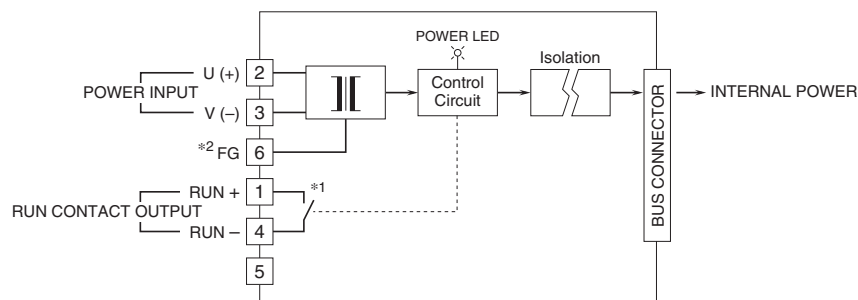 POWER LED
Isolation
POWER INPUT
U (+) 2
V (–) 3
*2 FG 6
Control
Circuit
BUS CONNECTOR
INTERNAL POWER
RUN CONTACT OUTPUT
RUN + 1
*1
RUN – 4
5